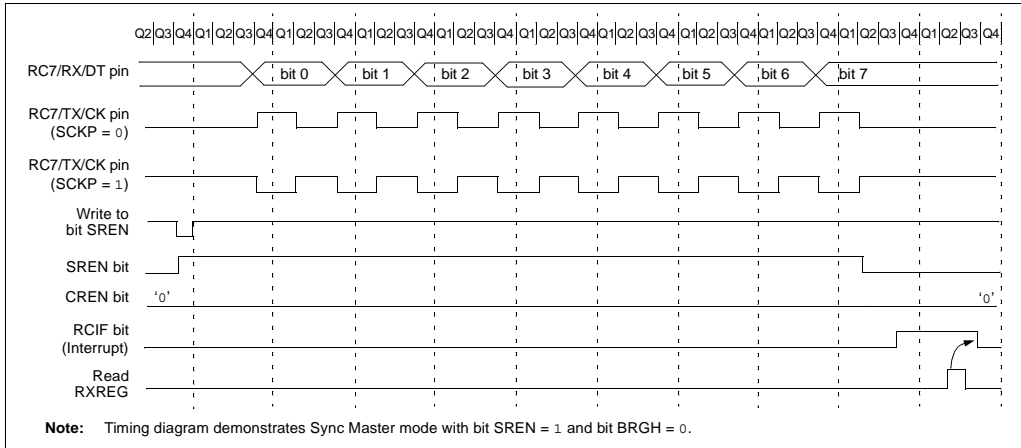 Q2 Q3 Q4 Q1 Q2 Q3 Q4 Q1 Q2 Q3 Q4 Q1 Q2 Q3 Q4 Q1 Q2 Q3 Q4 Q1 Q2 Q3 Q4 Q1 Q2 Q3 Q4 Q1 Q2 Q3 Q4 Q1 Q2 Q3 Q4 Q1 Q2 Q3 Q4 Q1 Q2 Q3 Q4
RC7/RX/DT pin
bit 0 bit 1 bit 2 bit 3 bit 4 bit 5 bit 6 bit 7
RC7/TX/CK pin
(SCKP = 0)
RC7/TX/CK pin
(SCKP = 1)
Write to
bit SREN
SREN bit
CREN bit '0' '0'
RCIF bit
(Interrupt)
Read
RXREG
Note: Timing diagram demonstrates Sync Master mode with bit SREN = 1 and bit BRGH = 0.